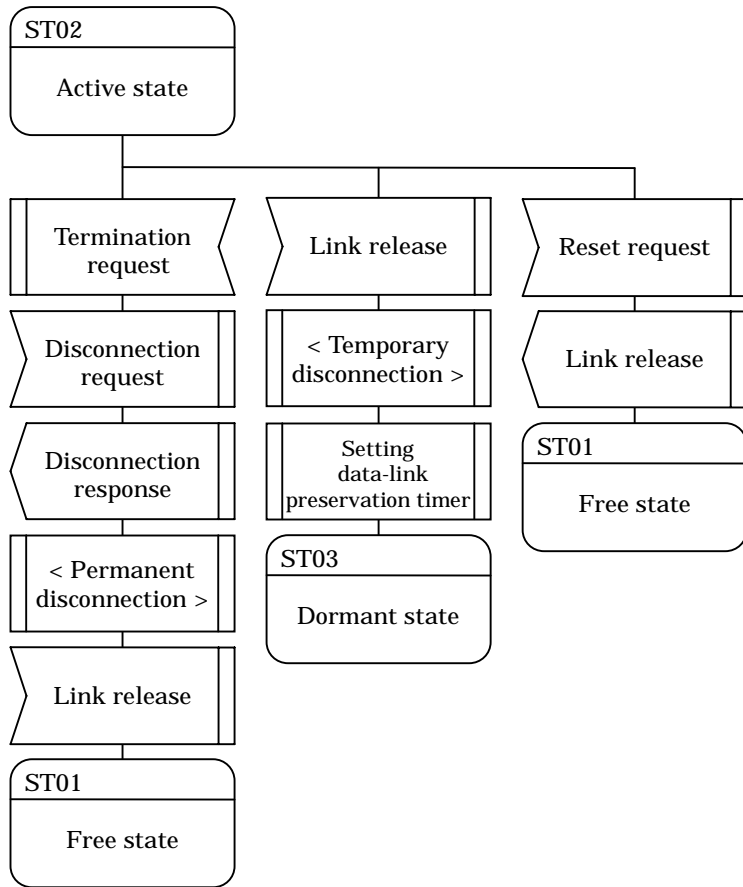 ST02
Active state
Termination
request
Disconnection
request
Disconnection
response
< Permanent
disconnection >
Link release
ST01
Free state
Link release
< Temporary
disconnection >
Setting
data-link
preservation timer
ST03
Dormant state
Reset request
Link release
ST01
Free state